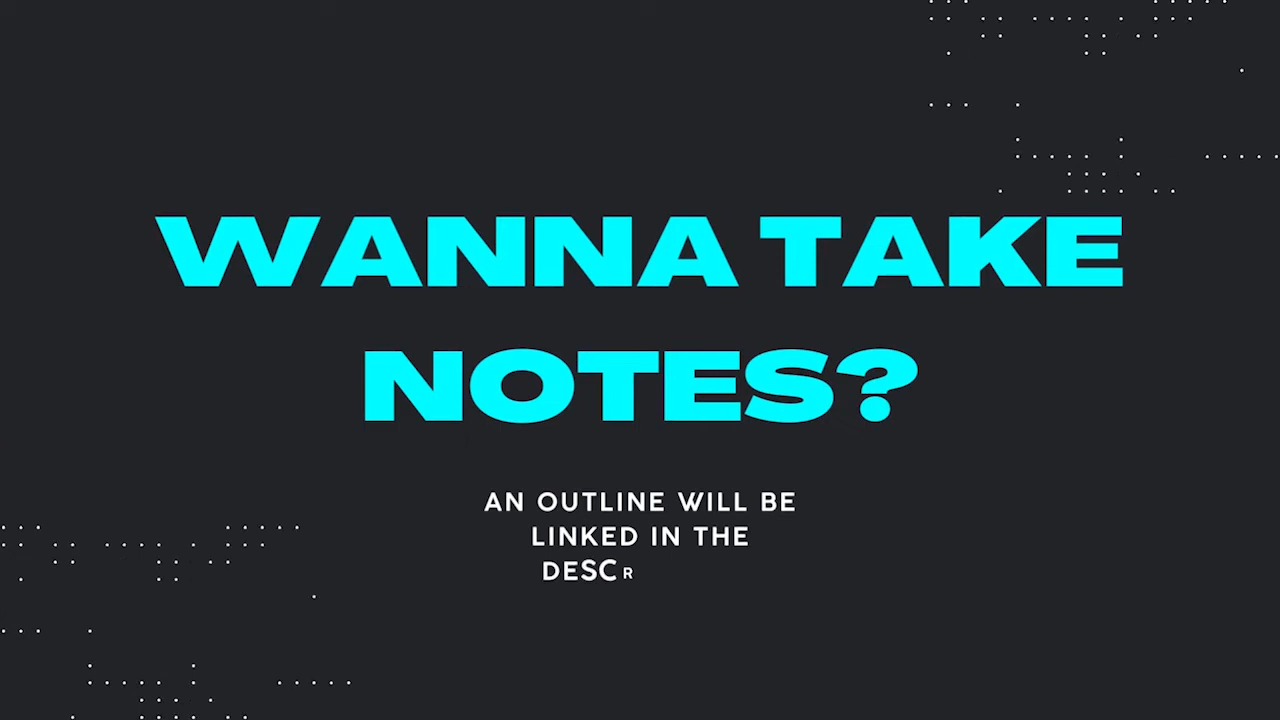 WANNA TAKE
NOTES?
AN OUTLINE WILL BE
LINKED IN THE
DESCR